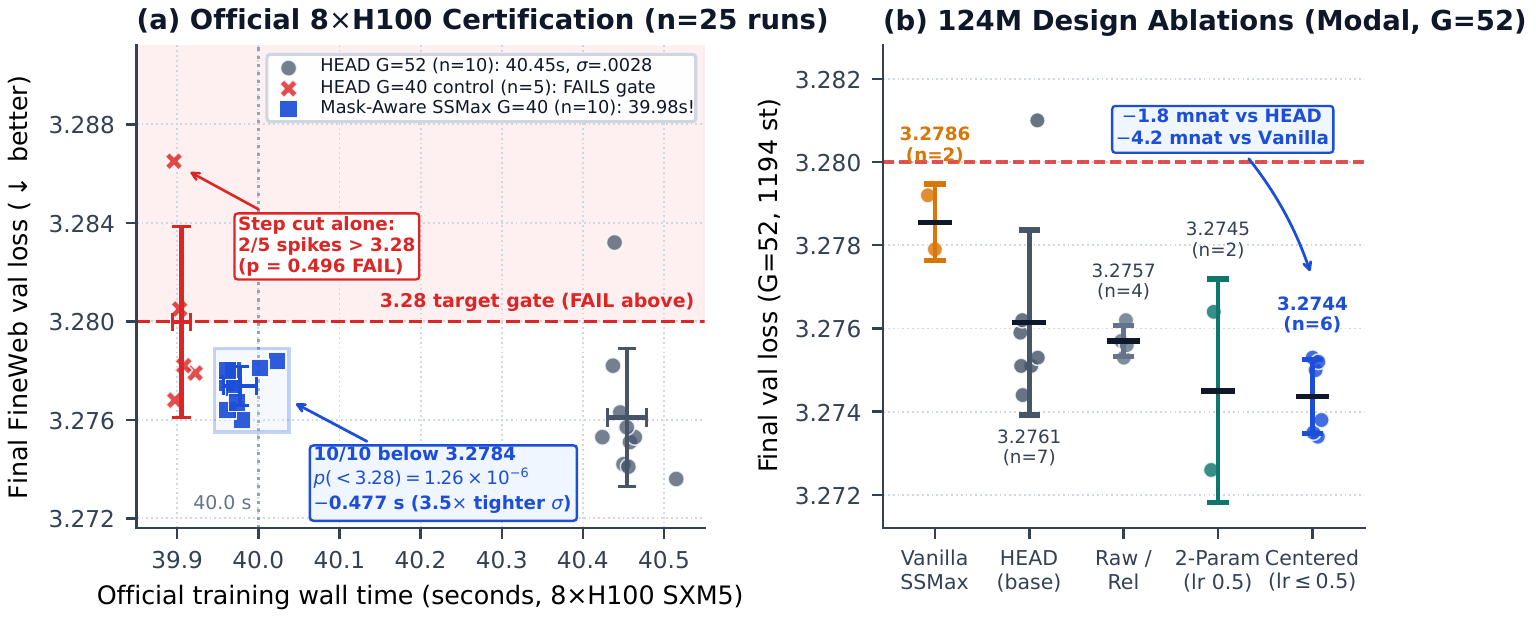 (a) Official 8×H100 Certification (n=25 runs)
Final FineWeb val loss (↓ better)
3.288
3.284
3.280
3.276
3.272
HEAD G=52 (n=10): 40.45s, σ=.0028
HEAD G=40 control (n=5): FAILS gate
Mask-Aware SSMax G=40 (n=10): 39.98s!
Step cut alone:
2/5 spikes > 3.28
(p = 0.496 FAIL)
3.28 target gate (FAIL above)
10/10 below 3.2784
p(<3.28) = 1.26 × 10⁻⁶
−0.477 s (3.5× tighter σ)
40.0 s
39.9 40.0 40.1 40.2 40.3 40.4 40.5
Official training wall time (seconds, 8×H100 SXM5)
(b) 124M Design Ablations (Modal, G=52)
Final val loss (G=52, 1194 st)
3.282
3.280
3.278
3.276
3.274
3.272
3.2786
(n=2)
−1.8 mnat vs HEAD
−4.2 mnat vs Vanilla
3.2761
(n=7)
3.2757
(n=4)
3.2745
(n=2)
3.2744
(n=6)
Vanilla
SSMax
HEAD
(base)
Raw /
Rel
2-Param
(lr 0.5)
Centered
(lr ≤ 0.5)